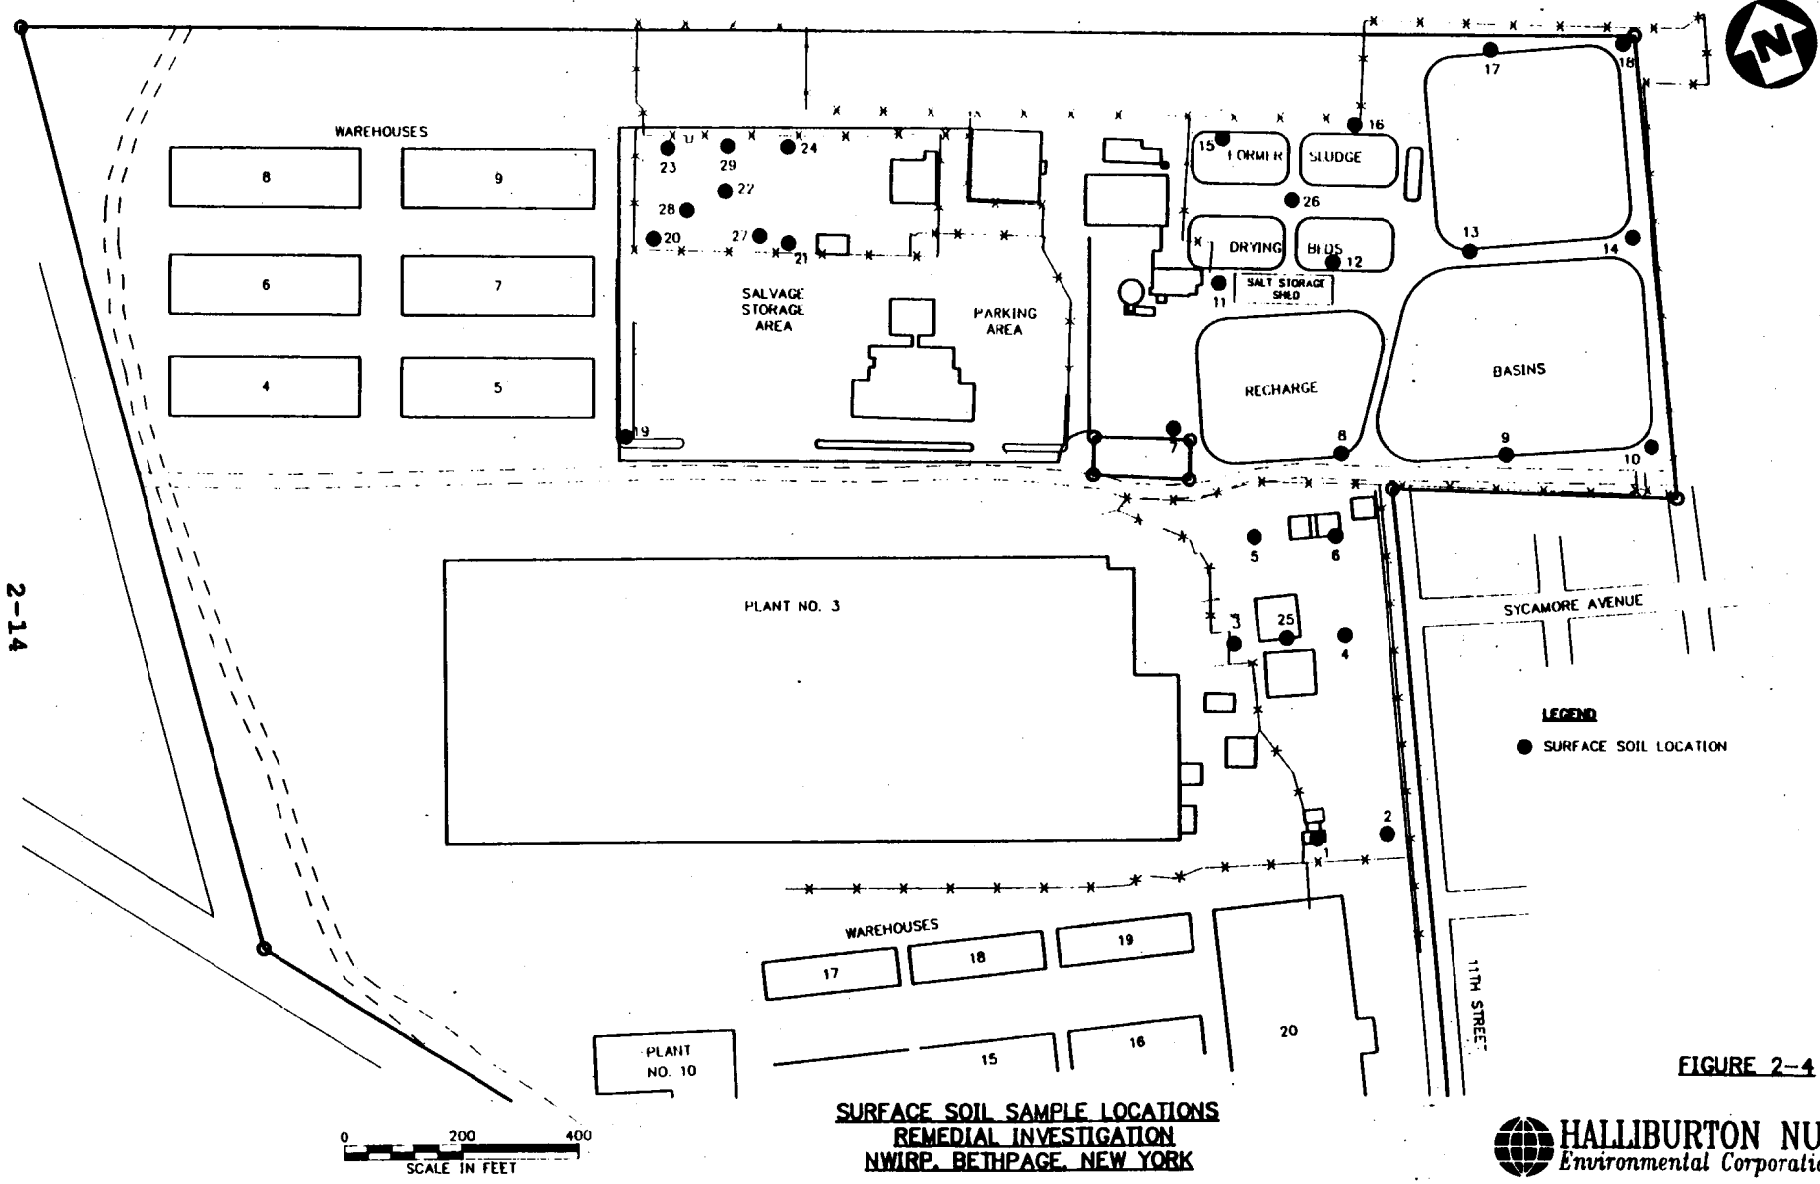 N
17
18
WAREHOUSES
16
15
FORMER
SLUDGE
23
29
24
8
9
22
28
26
20
27
21
DRYING
BEDS
12
13
14
6
7
11
SALT STORAGE
SHED
SALVAGE
STORAGE
AREA
PARKING
AREA
4
5
RECHARGE
BASINS
19
7
8
9
10
5
6
2-14
PLANT NO. 3
SYCAMORE AVENUE
3
25
4
LEGEND
SURFACE SOIL LOCATION
2
1
WAREHOUSES
17
18
19
11TH STREET
PLANT
NO. 10
15
16
20
FIGURE 2-4
SURFACE SOIL SAMPLE LOCATIONS
REMEDIAL INVESTIGATION
NWIRP, BETHPAGE, NEW YORK
0 200 400
SCALE IN FEET
HALLIBURTON NU
Environmental Corporati